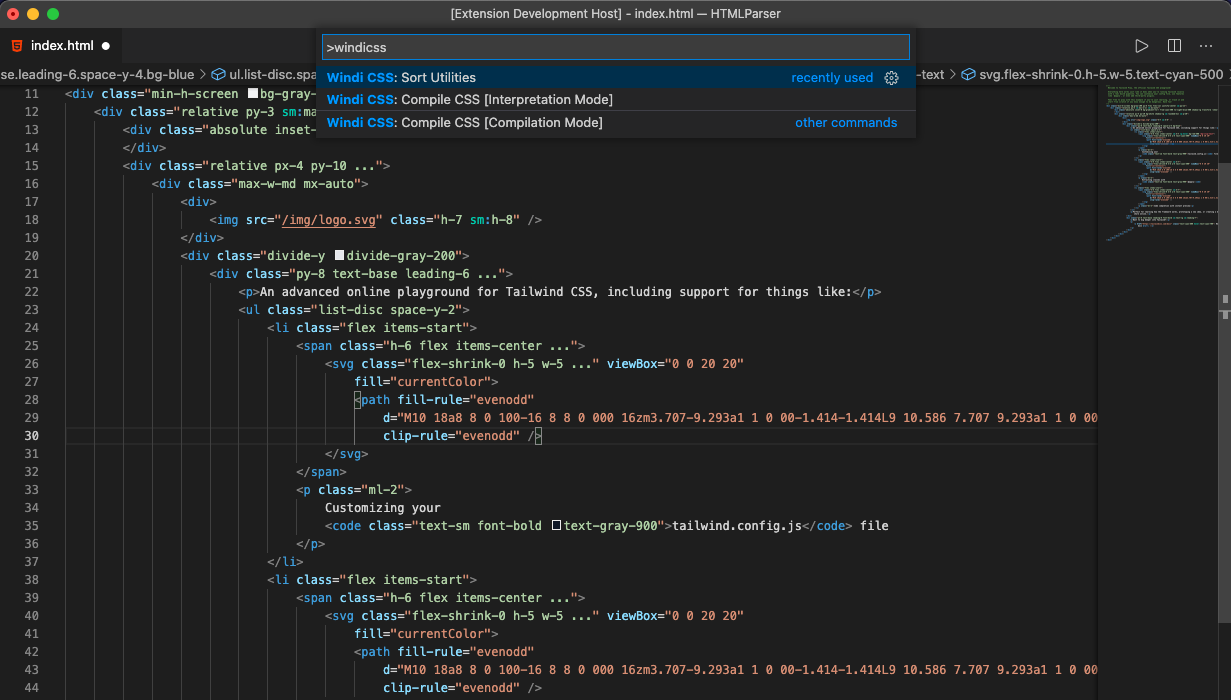 [Extension Development Host] - index.html — HTMLParser
index.html
>windicss
Windi CSS: Sort Utilities recently used
Windi CSS: Compile CSS [Interpretation Mode]
Windi CSS: Compile CSS [Compilation Mode] other commands
se.leading-6.space-y-4.bg-blue > ul.list-disc.spa -text > svg.flex-shrink-0.h-5.w-5.text-cyan-500 >
11 <div class="min-h-screen bg-gray-
12 <div class="relative py-3 sm:ma
13 <div class="absolute inset-
14 </div>
15 <div class="relative px-4 py-10 ...">
16 <div class="max-w-md mx-auto">
17 <div>
18 <img src="/img/logo.svg" class="h-7 sm:h-8" />
19 </div>
20 <div class="divide-y divide-gray-200">
21 <div class="py-8 text-base leading-6 ...">
22 <p>An advanced online playground for Tailwind CSS, including support for things like:</p>
23 <ul class="list-disc space-y-2">
24 <li class="flex items-start">
25 <span class="h-6 flex items-center ...">
26 <svg class="flex-shrink-0 h-5 w-5 ..." viewBox="0 0 20 20"
27 fill="currentColor">
28 <path fill-rule="evenodd"
29 d="M10 18a8 8 0 100-16 8 8 0 000 16zm3.707-9.293a1 1 0 00-1.414-1.414L9 10.586 7.707 9.293a1 1 0 00
30 clip-rule="evenodd" />
31 </svg>
32 </span>
33 <p class="ml-2">
34 Customizing your
35 <code class="text-sm font-bold text-gray-900">tailwind.config.js</code> file
36 </p>
37 </li>
38 <li class="flex items-start">
39 <span class="h-6 flex items-center ...">
40 <svg class="flex-shrink-0 h-5 w-5 ..." viewBox="0 0 20 20"
41 fill="currentColor">
42 <path fill-rule="evenodd"
43 d="M10 18a8 8 0 100-16 8 8 0 000 16zm3.707-9.293a1 1 0 00-1.414-1.414L9 10.586 7.707 9.293a1 1 0 00
44 clip-rule="evenodd" />